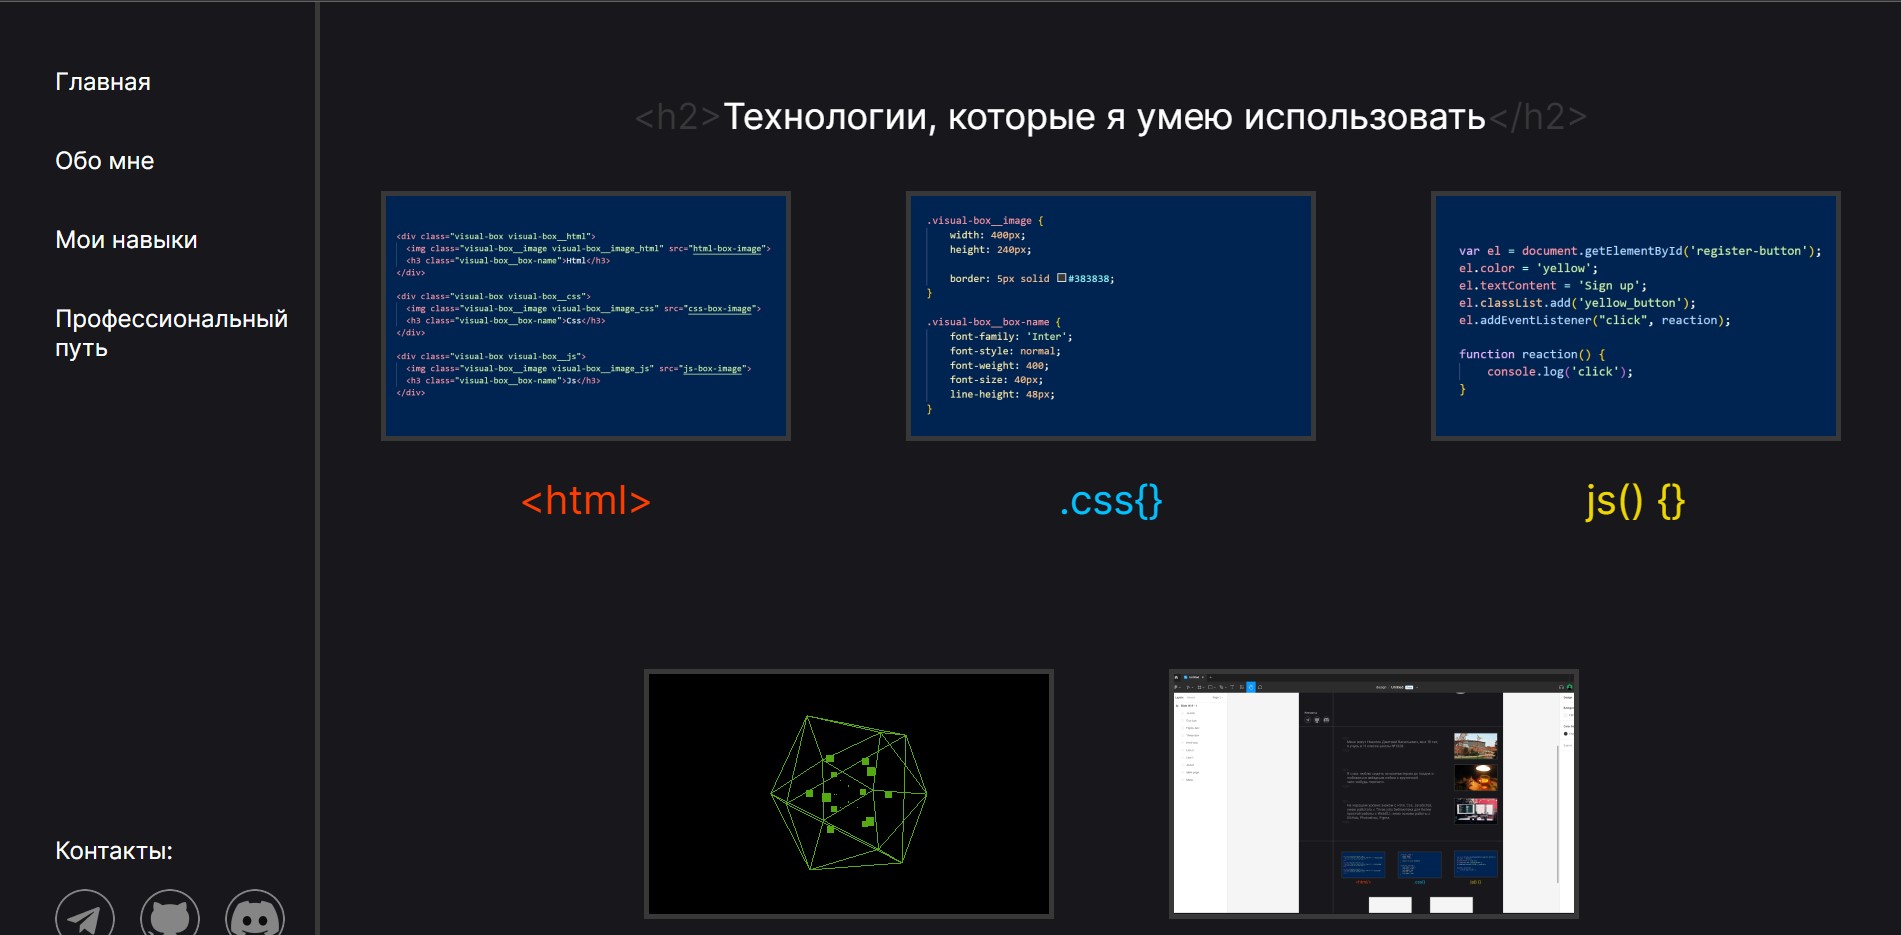 Главная
Обо мне
Мои навыки
Профессиональный
путь
Контакты:
<h2>Технологии, которые я умею использовать</h2>
<div class="visual-box visual-box__html">
<img class="visual-box__image visual-box__image_html" src="html-box-image">
<h3 class="visual-box__box-name">Html</h3>
</div>
<div class="visual-box visual-box__css">
<img class="visual-box__image visual-box__image_css" src="css-box-image">
<h3 class="visual-box__box-name">Css</h3>
</div>
<div class="visual-box visual-box__js">
<img class="visual-box__image visual-box__image_js" src="js-box-image">
<h3 class="visual-box__box-name">Js</h3>
</div>
<html>
.visual-box__image {
width: 400px;
height: 240px;
border: 5px solid #383838;
}
.visual-box__box-name {
font-family: 'Inter';
font-style: normal;
font-weight: 400;
font-size: 40px;
line-height: 48px;
}
.css{}
var el = document.getElementById('register-button');
el.color = 'yellow';
el.textContent = 'Sign up';
el.classList.add('yellow_button');
el.addEventListener("click", reaction);
function reaction() {
console.log('click');
}
js() {}